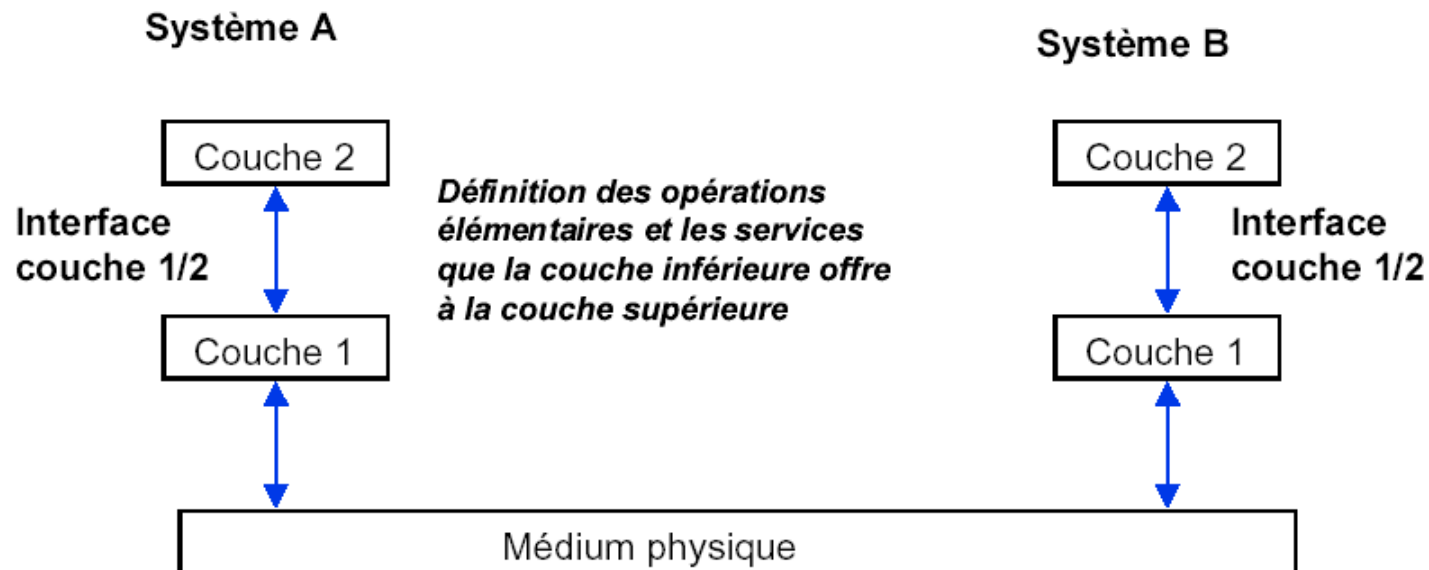 Système A
Système B
Couche 2
Couche 2
Interface
couche 1/2
Définition des opérations
élémentaires et les services
que la couche inférieure offre
à la couche supérieure
Interface
couche 1/2
Couche 1
Couche 1
Médium physique